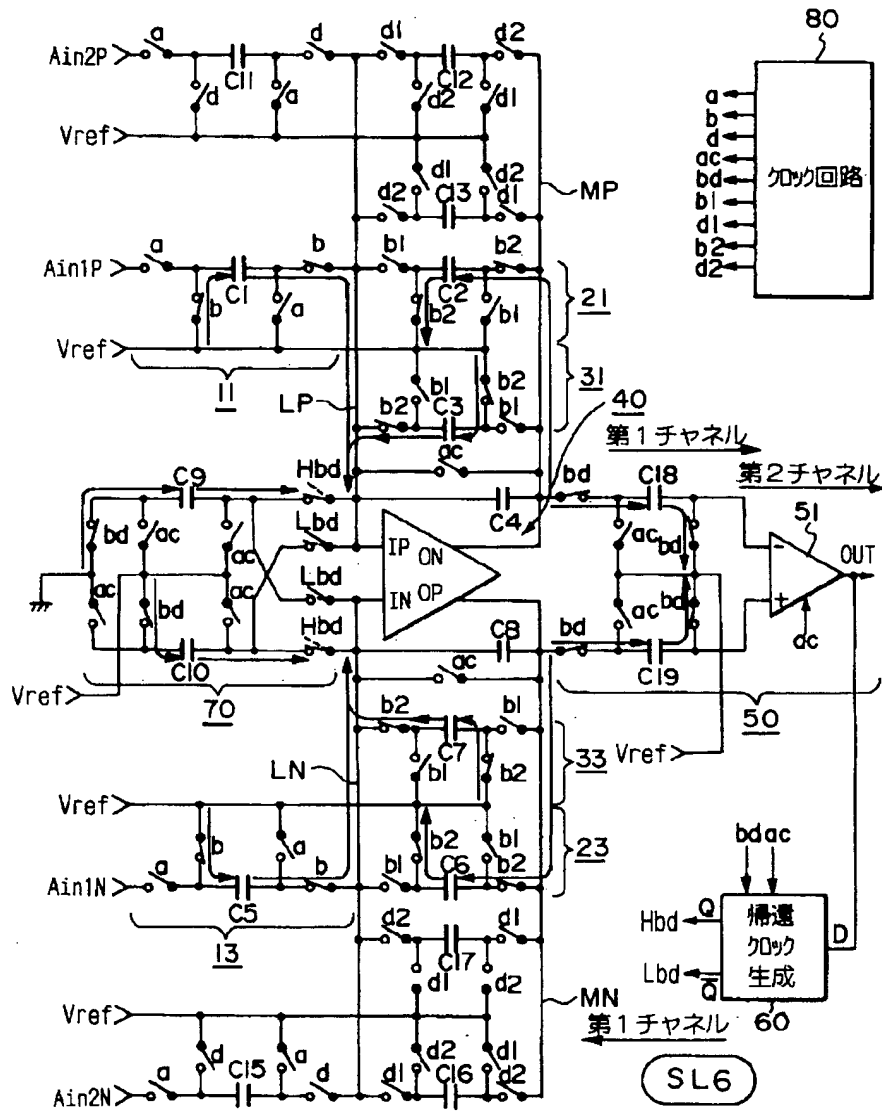 Ain2P a C11 d d1 C12 d2
d a d2 d1
Vref
d1 d2
d2 C13 d1 MP
Ain1P a C1 b b1 C2 b2
b a b2 b1 21
Vref
11 LP b1 b2 31
b2 C3 b1 40
ac 第1チャネル
C9 Hbd C4 bd C18 第2チャネル
bd ac ac Lbd IP ON ac bd 51
OUT
ac bd ac Lbd IN OP ac bd ac
C10 Hbd C8 bd C19
Vref 70 ac 50
b2 C7 b1 Vref
LN b1 b2 33
Vref
b a b2 b1 23
Ain1N a C5 b b1 C6 b2
13 d2 C17 d1
d1 d2 MN
Vref
d a d2 d1
Ain2N a C15 d d1 C16 d2
第1チャネル
80
a
b
d
ac
bd
b1
d1
b2
d2
クロック回路
bd ac
Hbd Q 帰還 D
クロック
Lbd Q̅ 生成
60
SL6